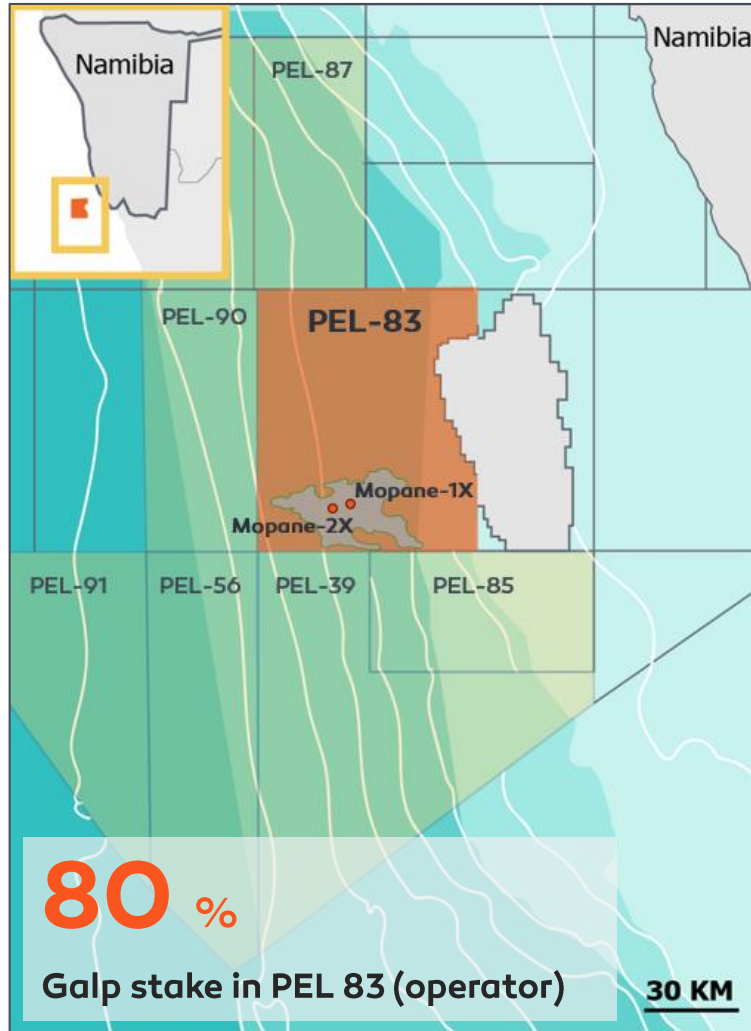 Namibia
Namibia
PEL-87
PEL-90
PEL-83
Mopane-1X
Mopane-2X
PEL-91
PEL-56
PEL-39
PEL-85
80 %
Galp stake in PEL 83 (operator)
30 KM